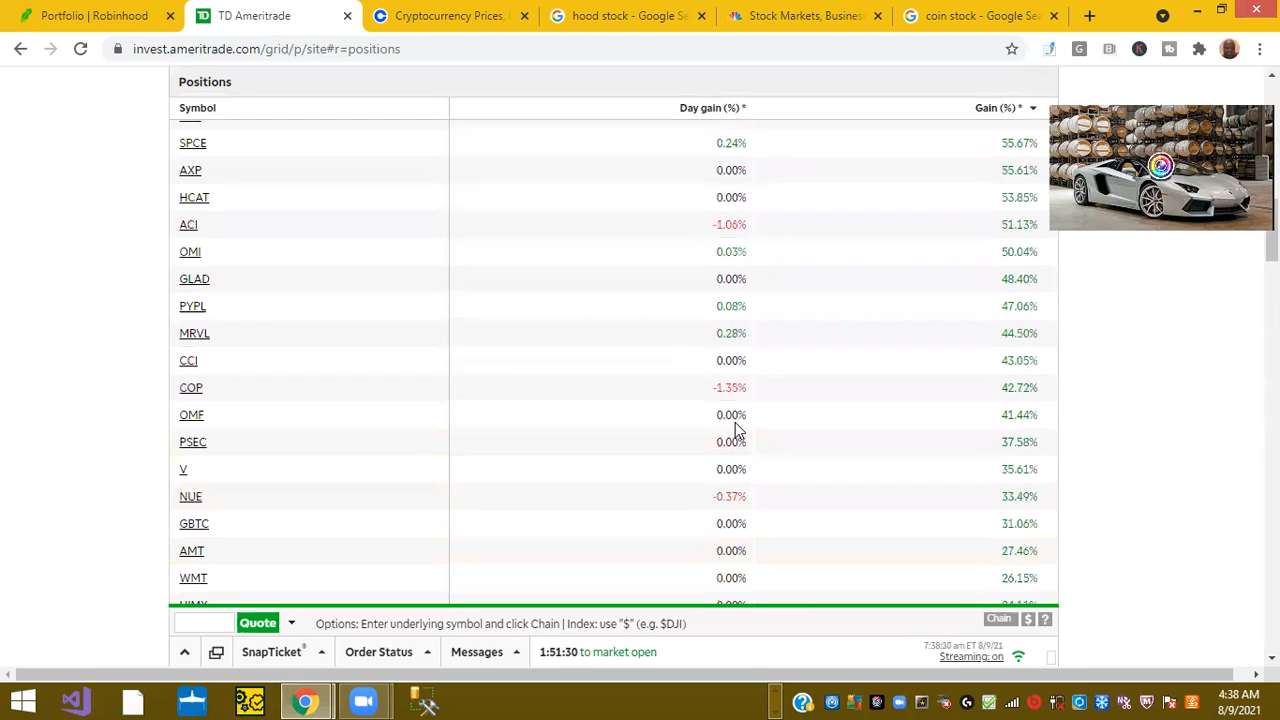 Portfolio | Robinhood
TD Ameritrade
Cryptocurrency Prices,
hood stock - Google Se
Stock Markets, Busines
coin stock - Google See
invest.ameritrade.com/grid/p/site#r=positions
Positions
Symbol Day gain (%) * Gain (%) *
SPCE 0.24% 55.67%
AXP 0.00% 55.61%
HCAT 0.00% 53.85%
ACI -1.06% 51.13%
OMI 0.03% 50.04%
GLAD 0.00% 48.40%
PYPL 0.08% 47.06%
MRVL 0.28% 44.50%
CCI 0.00% 43.05%
COP -1.35% 42.72%
OMF 0.00% 41.44%
PSEC 0.00% 37.58%
V 0.00% 35.61%
NUE -0.37% 33.49%
GBTC 0.00% 31.06%
AMT 0.00% 27.46%
WMT 0.00% 26.15%
Quote Options: Enter underlying symbol and click Chain | Index: use "$" (e.g. $DJI) Chain $ ?
SnapTicket® Order Status Messages 1:51:30 to market open
7:38:30 am ET 8/9/21
Streaming: on
4:38 AM
8/9/2021